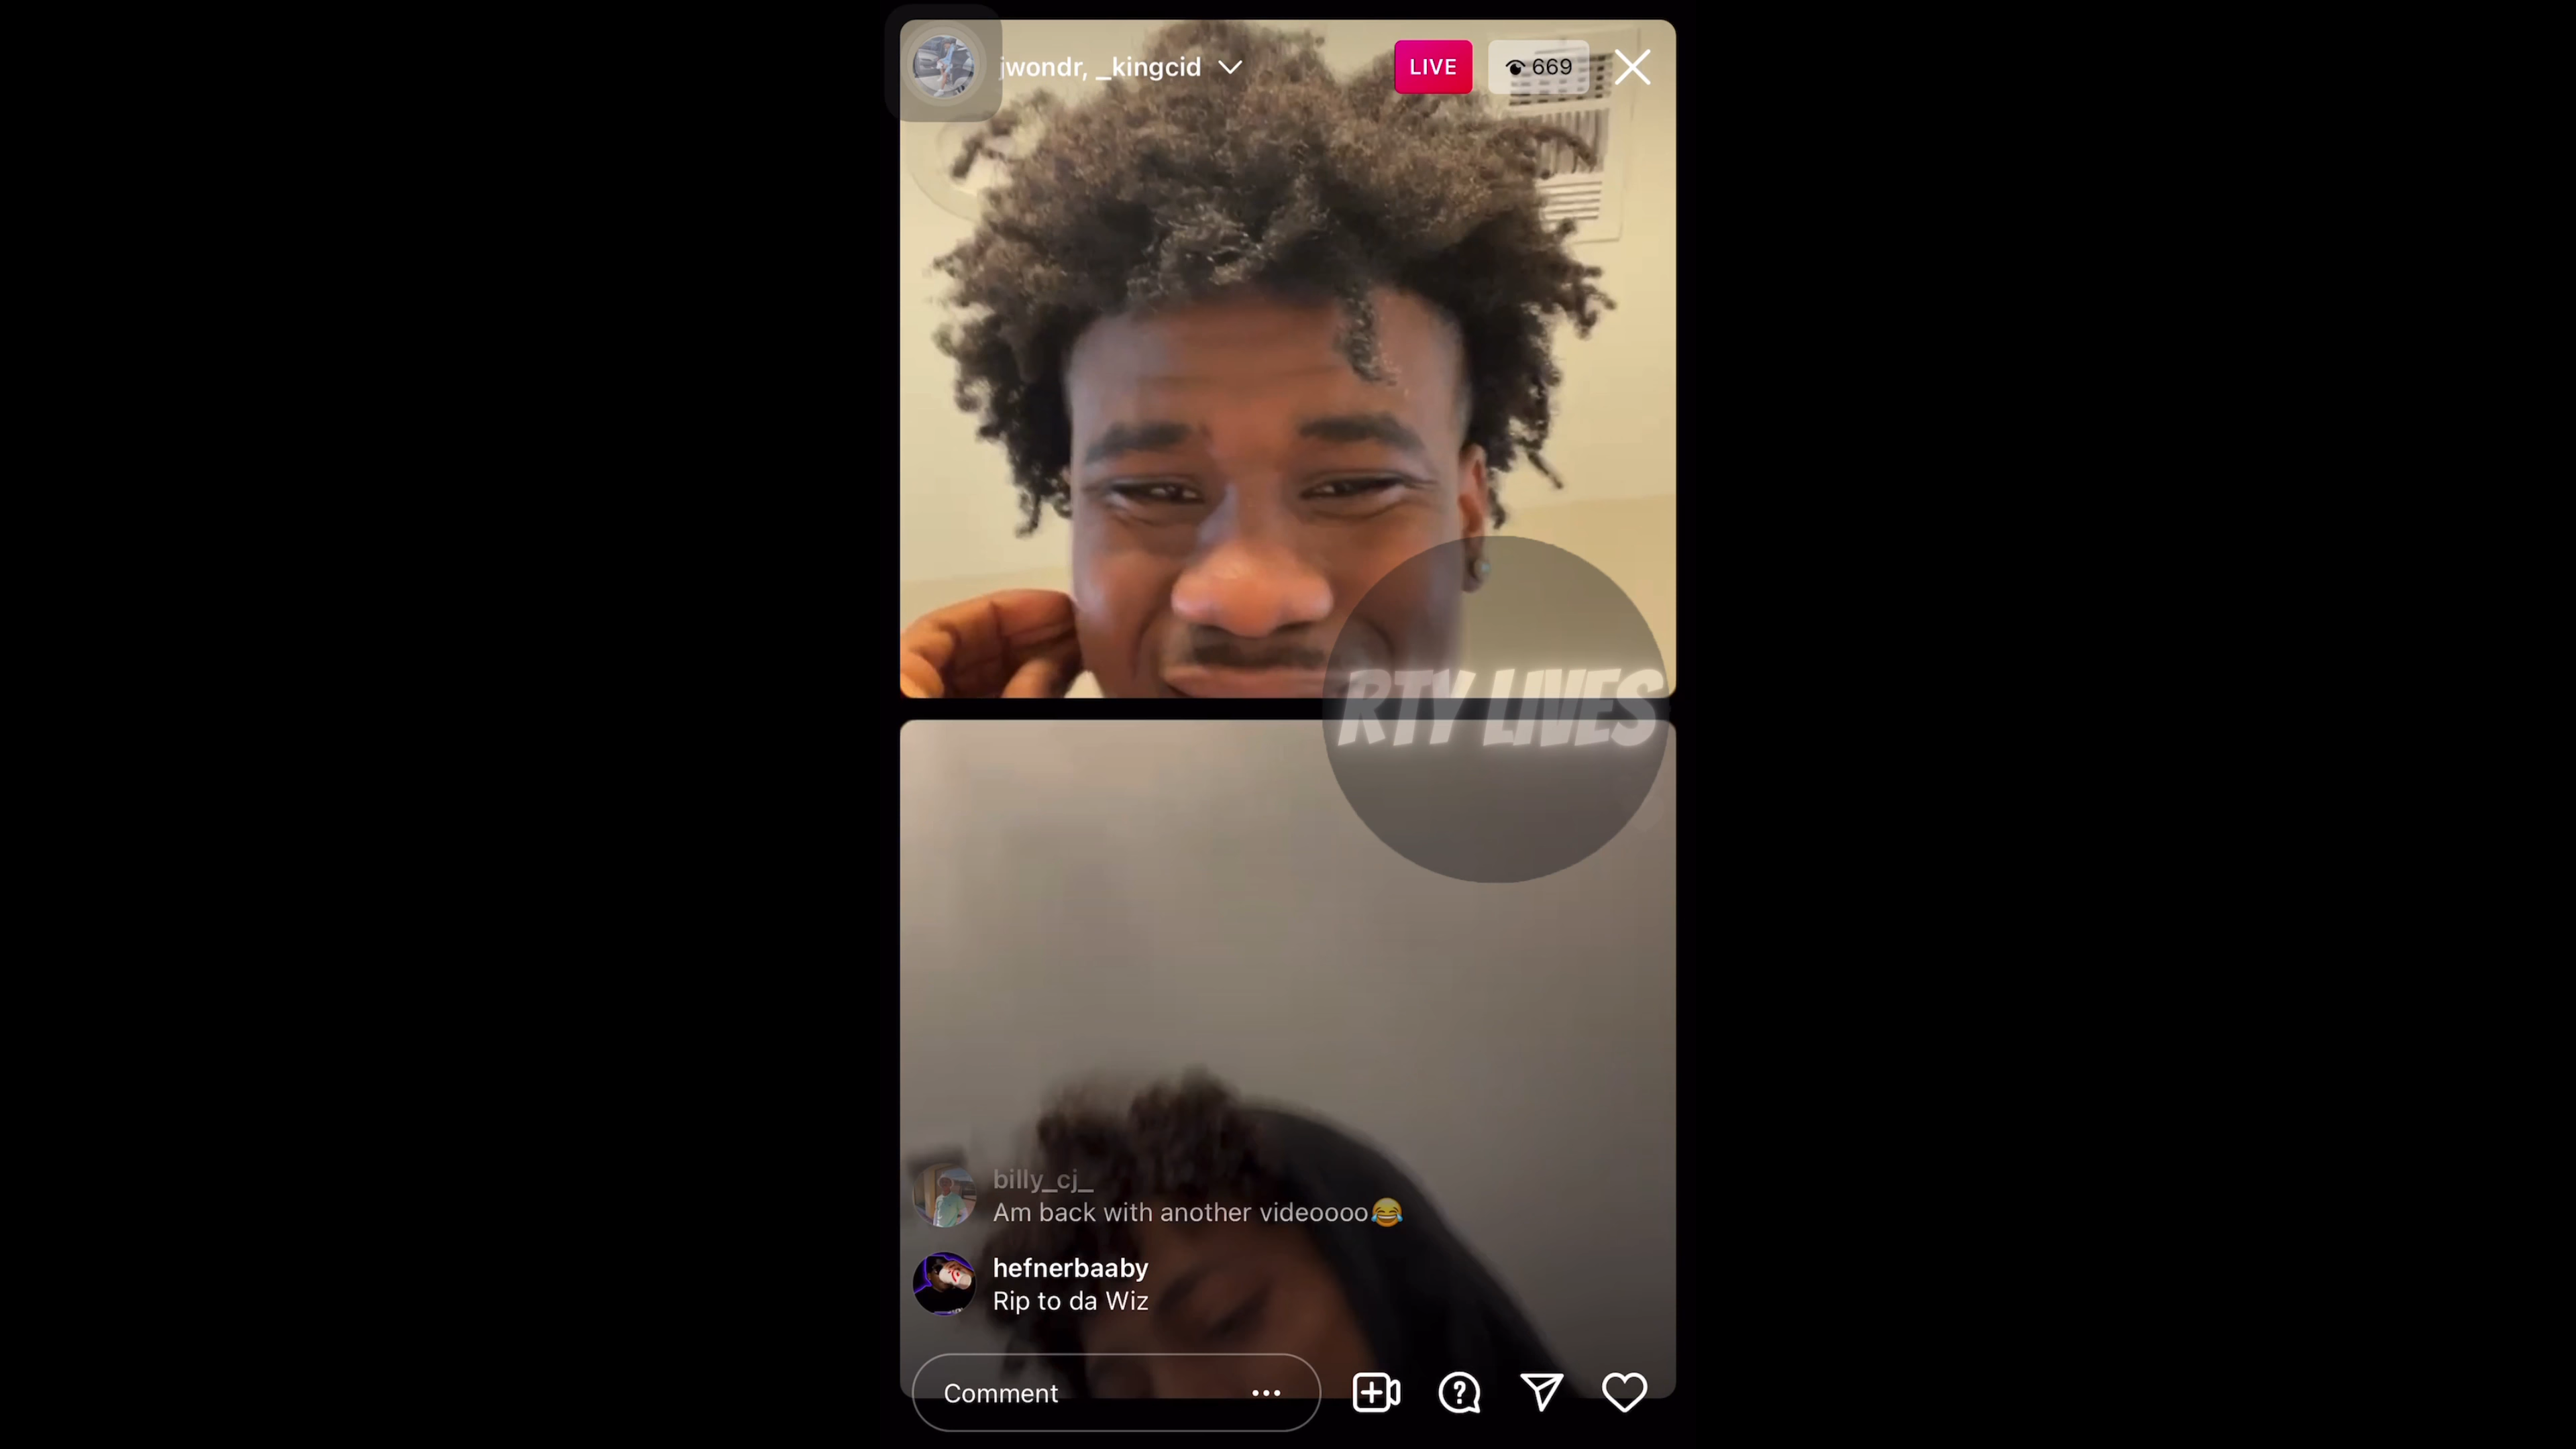 jwondr, _kingcid
LIVE
669
RTY LIVES
billy_cj_
Am back with another videoooo😂
hefnerbaaby
Rip to da Wiz
Comment